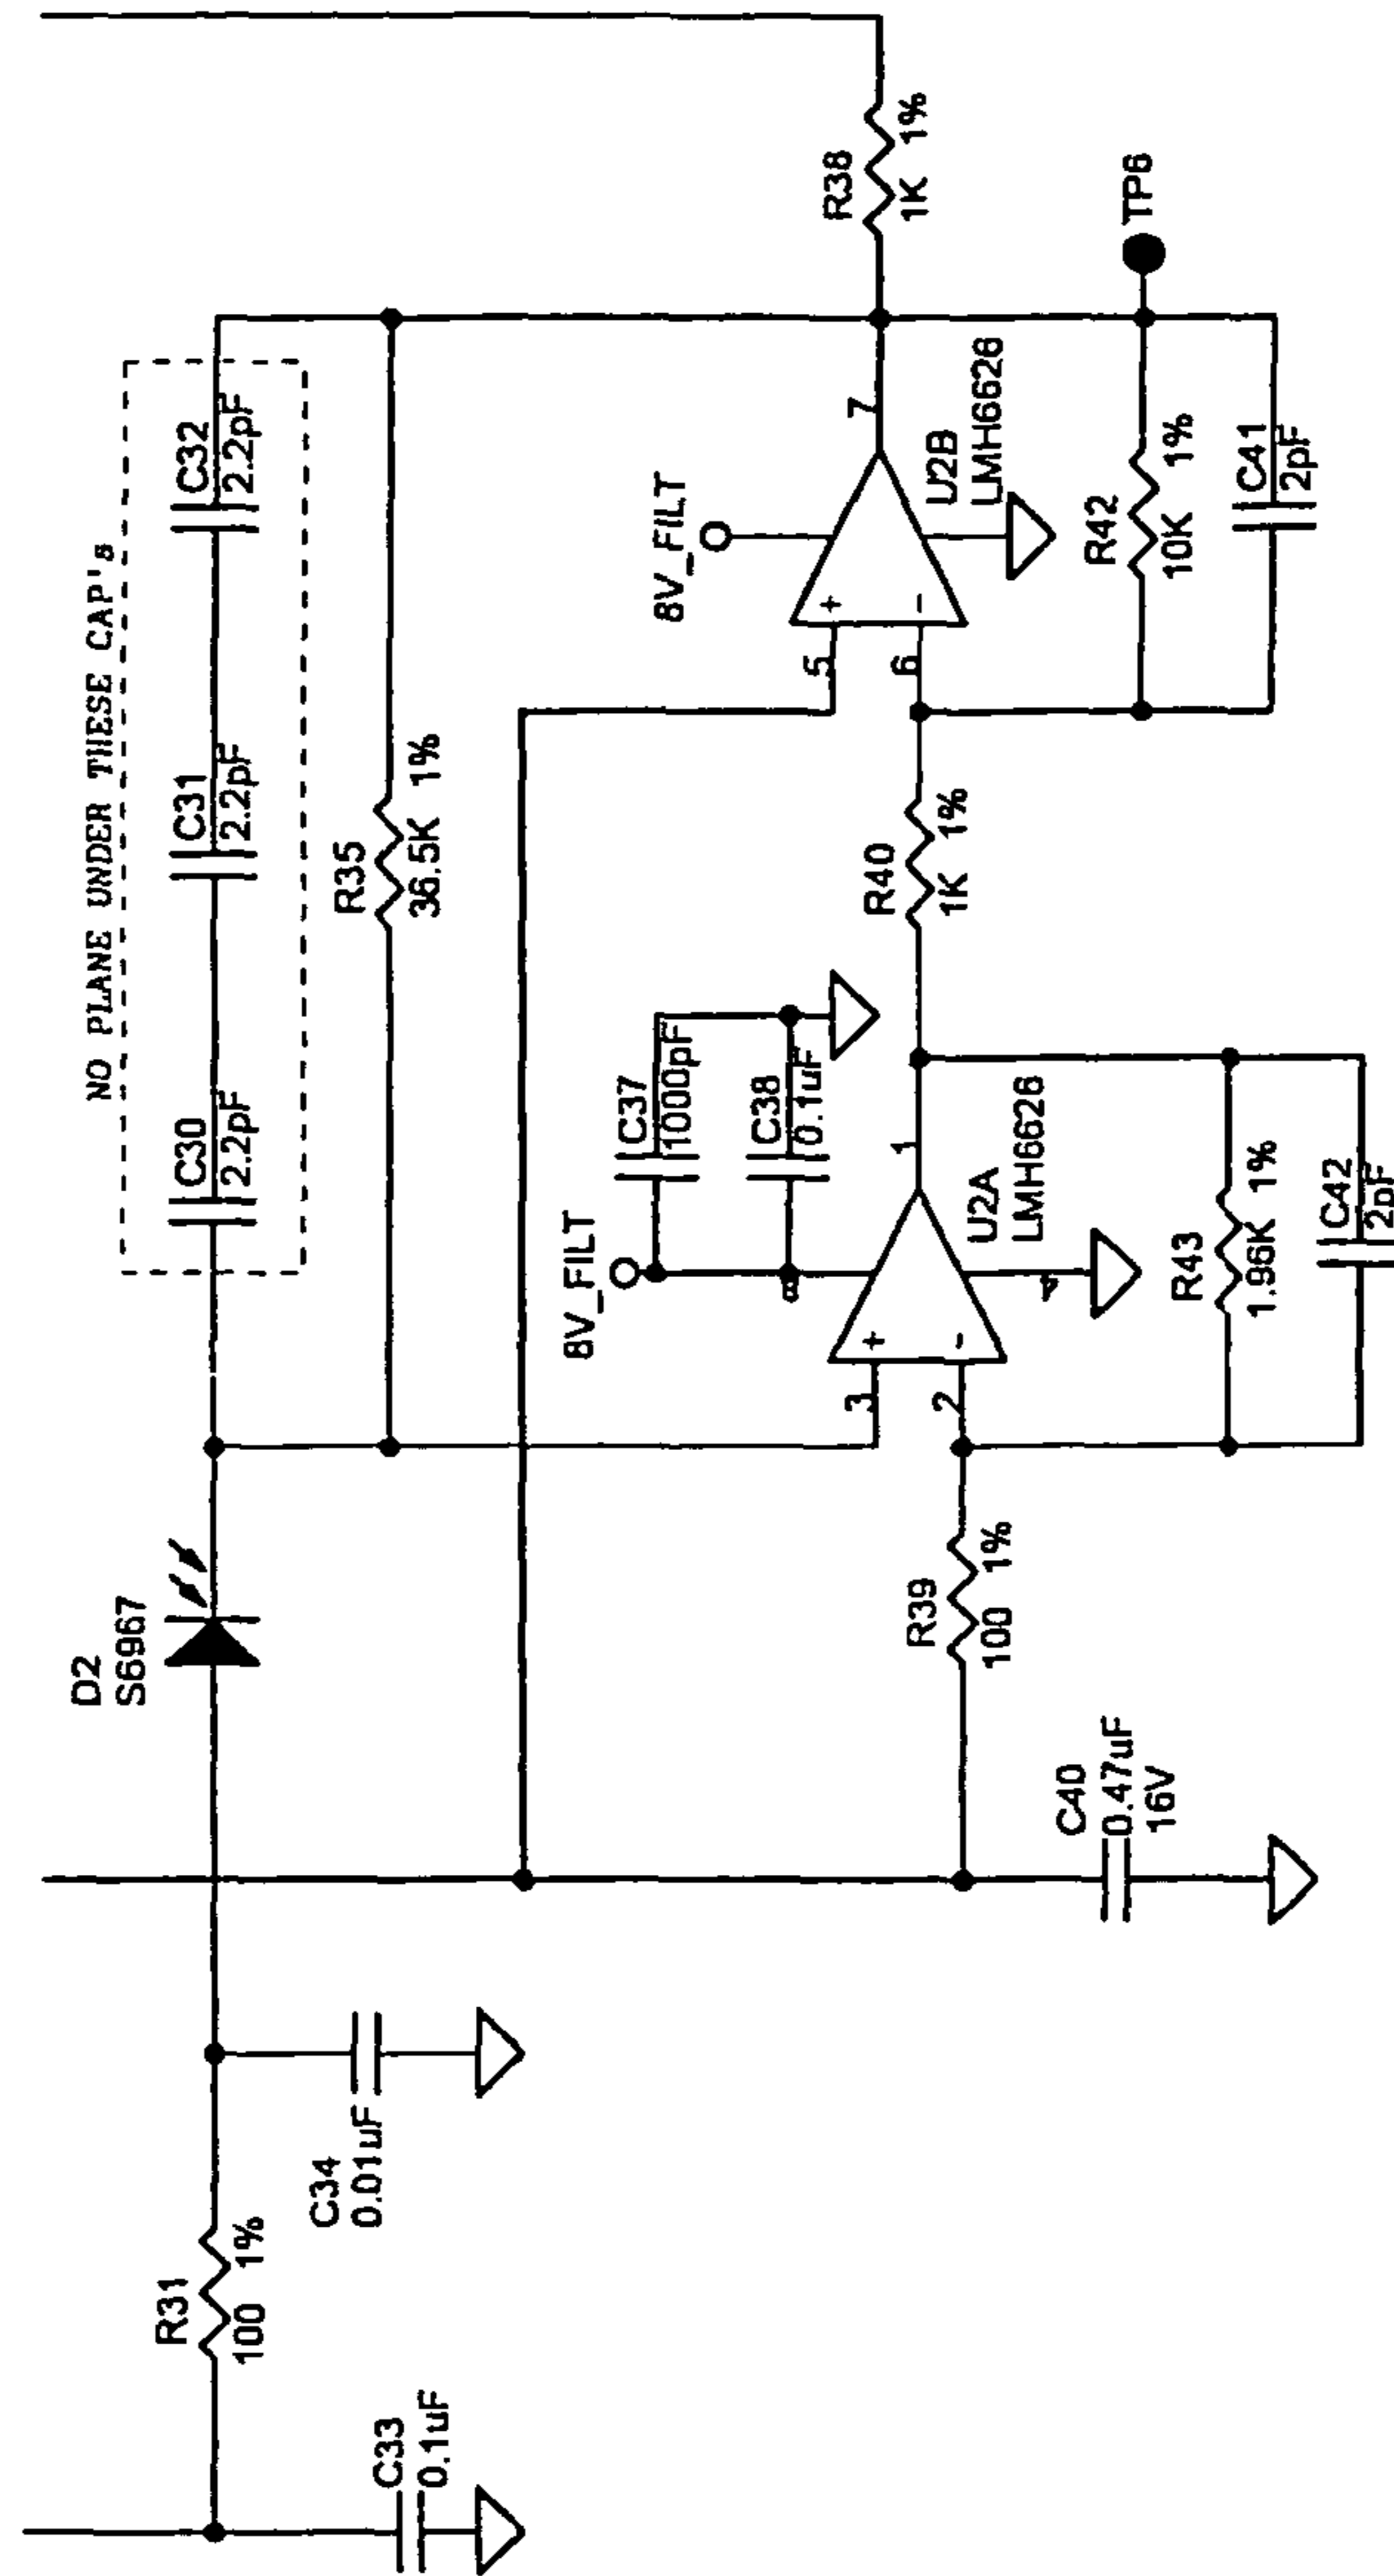 NO PLANE UNDER THESE CAP's
C30
2.2pF
C31
2.2pF
C32
2.2pF
D2
S6967
R35
36.5K 1%
R31
100 1%
C33
0.1uF
C34
0.01uF
8V_FILT
C37
1000pF
C38
0.1uF
8
3
2
+
-
1
4
U2A
LMH6626
R39
100 1%
C40
0.47uF
16V
R43
1.96K 1%
C42
2pF
R40
1K 1%
8V_FILT
5
6
+
-
7
U2B
LMH6626
R38
1K 1%
TP6
R42
10K 1%
C41
2pF